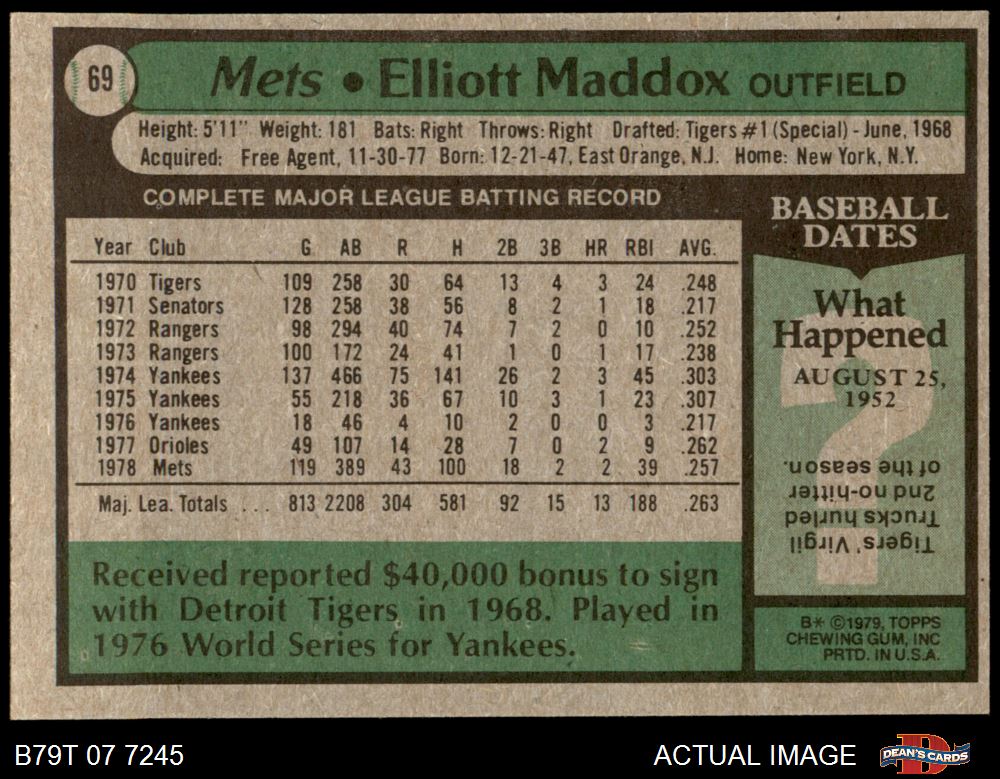 69
Mets • Elliott Maddox OUTFIELD
Height: 5'11" Weight: 181 Bats: Right Throws: Right Drafted: Tigers #1 (Special) - June, 1968
Acquired: Free Agent, 11-30-77 Born: 12-21-47, East Orange, N.J. Home: New York, N.Y.
COMPLETE MAJOR LEAGUE BATTING RECORD
Year Club G AB R H 2B 3B HR RBI AVG.
1970 Tigers 109 258 30 64 13 4 3 24 .248
1971 Senators 128 258 38 56 8 2 1 18 .217
1972 Rangers 98 294 40 74 7 2 0 10 .252
1973 Rangers 100 172 24 41 1 0 1 17 .238
1974 Yankees 137 466 75 141 26 2 3 45 .303
1975 Yankees 55 218 36 67 10 3 1 23 .307
1976 Yankees 18 46 4 10 2 0 0 3 .217
1977 Orioles 49 107 14 28 7 0 2 9 .262
1978 Mets 119 389 43 100 18 2 2 39 .257
Maj. Lea. Totals . . . 813 2208 304 581 92 15 13 188 .263
Received reported $40,000 bonus to sign
with Detroit Tigers in 1968. Played in
1976 World Series for Yankees.
BASEBALL
DATES
What
Happened
AUGUST 25,
1952
Tigers' Virgil
Trucks hurled
2nd no-hitter
of the season.
B* ©1979, TOPPS
CHEWING GUM, INC
PRTD. IN U.S.A.
B79T 07 7245
ACTUAL IMAGE
DEAN'S CARDS